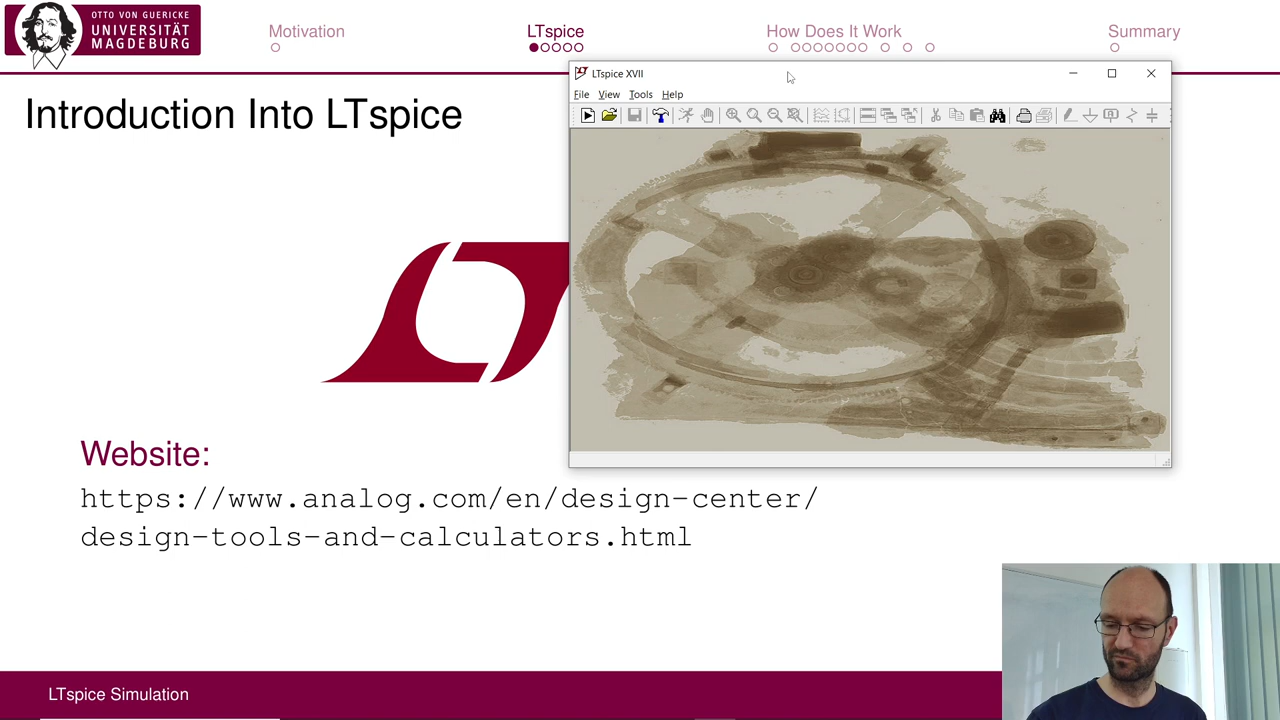 OTTO VON GUERICKE
UNIVERSITÄT
MAGDEBURG
Motivation
LTspice
How Does It Work
Summary
Introduction Into LTspice
LTspice XVII
File View Tools Help
Website:
https://www.analog.com/en/design-center/
design-tools-and-calculators.html
LTspice Simulation